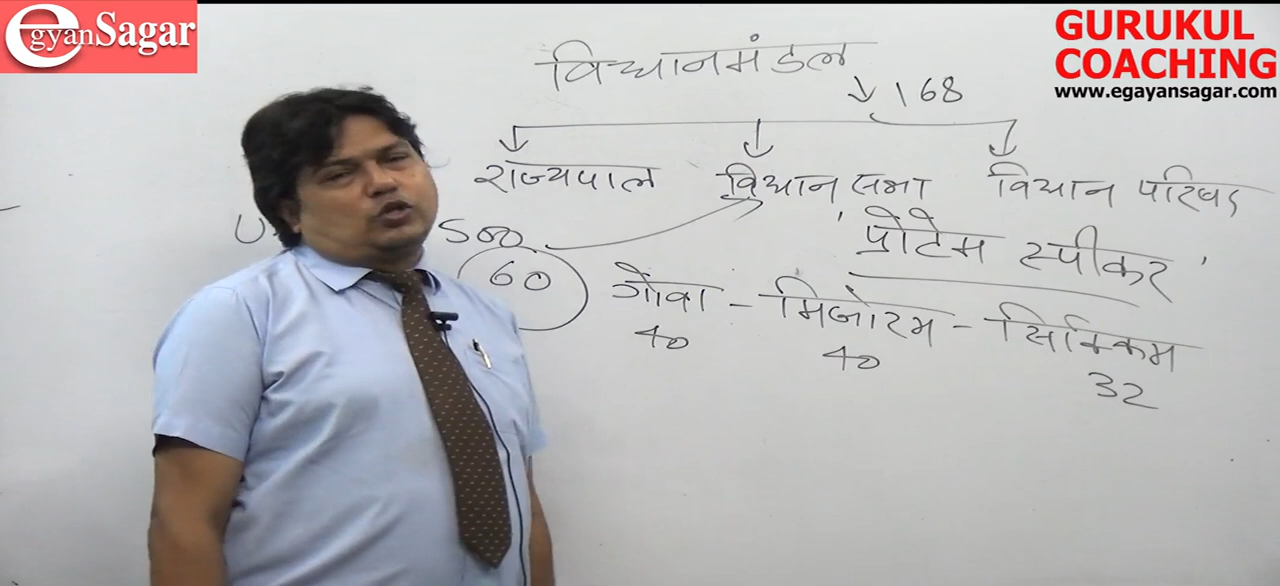 egyanSagar
GURUKUL
COACHING
www.egayansagar.com
विधानमंडल
168
राज्यपाल विधान सभा विधान परिषद
500
'प्रोटेम स्पीकर'
60
गोवा - मिजोरम - सिक्किम
40 40 32